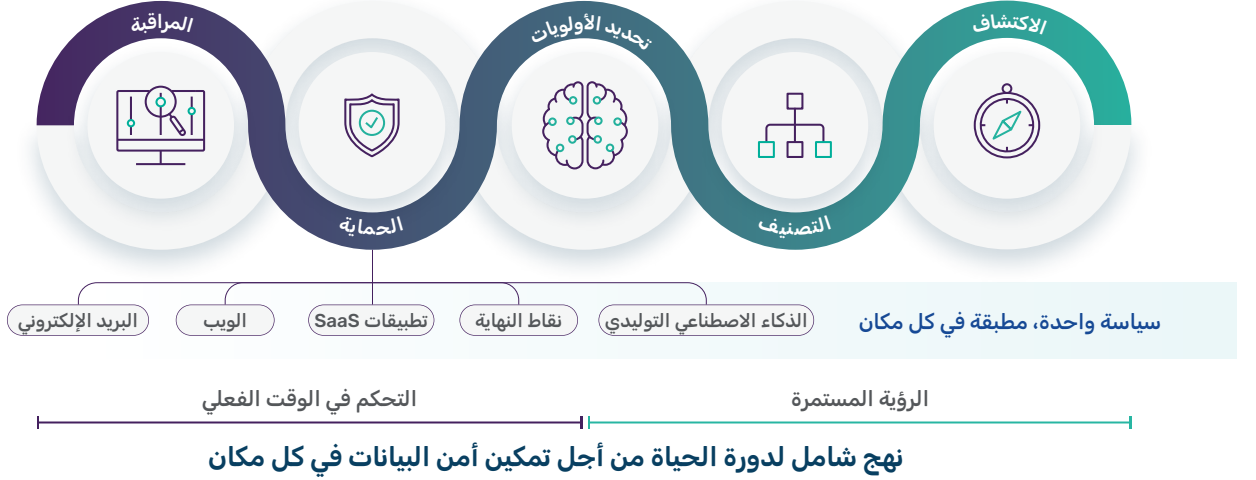 الاكتشاف
التصنيف
تحديد الأولويات
الحماية
المراقبة
سياسة واحدة، مطبقة في كل مكان
الذكاء الاصطناعي التوليدي
نقاط النهاية
تطبيقات SaaS
الويب
البريد الإلكتروني
الرؤية المستمرة
التحكم في الوقت الفعلي
نهج شامل لدورة الحياة من أجل تمكين أمن البيانات في كل مكان